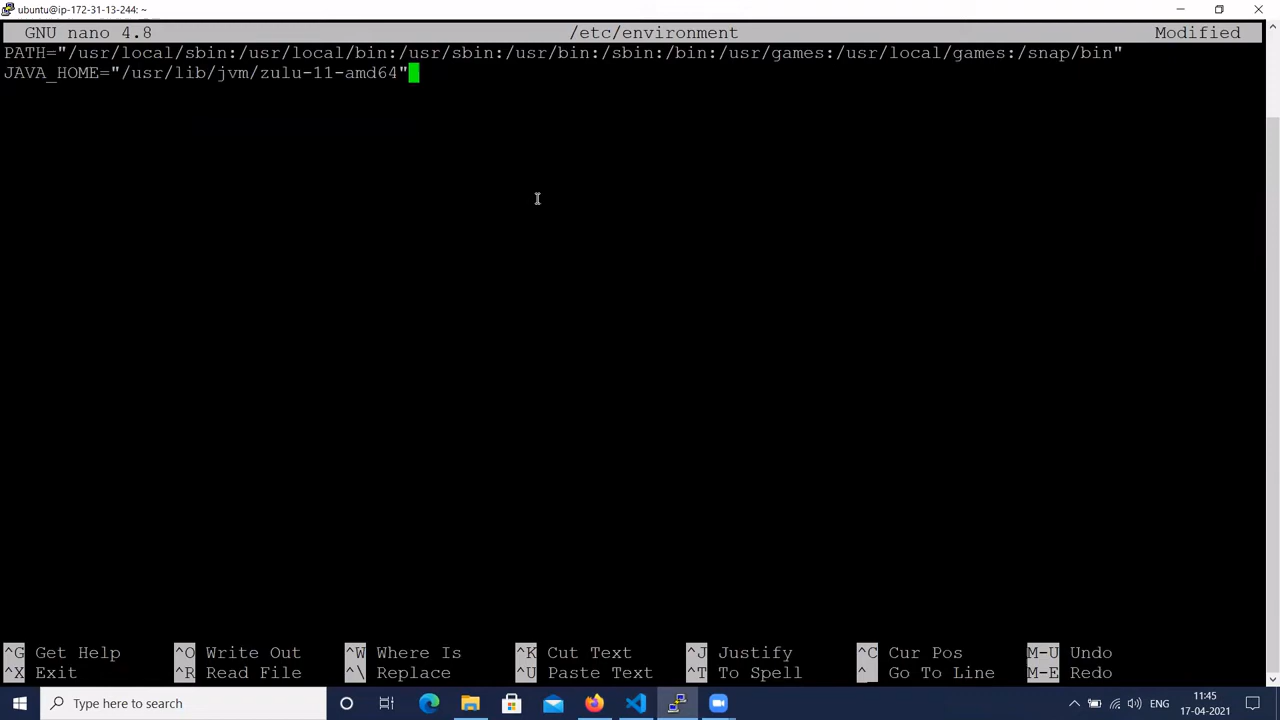 ubuntu@ip-172-31-13-244: ~
GNU nano 4.8 /etc/environment Modified
PATH="/usr/local/sbin:/usr/local/bin:/usr/sbin:/usr/bin:/sbin:/bin:/usr/games:/usr/local/games:/snap/bin"
JAVA_HOME="/usr/lib/jvm/zulu-11-amd64"
^G Get Help ^O Write Out ^W Where Is ^K Cut Text ^J Justify ^C Cur Pos M-U Undo
^X Exit ^R Read File ^\ Replace ^U Paste Text ^T To Spell ^_ Go To Line M-E Redo
Type here to search ENG 11:45
17-04-2021